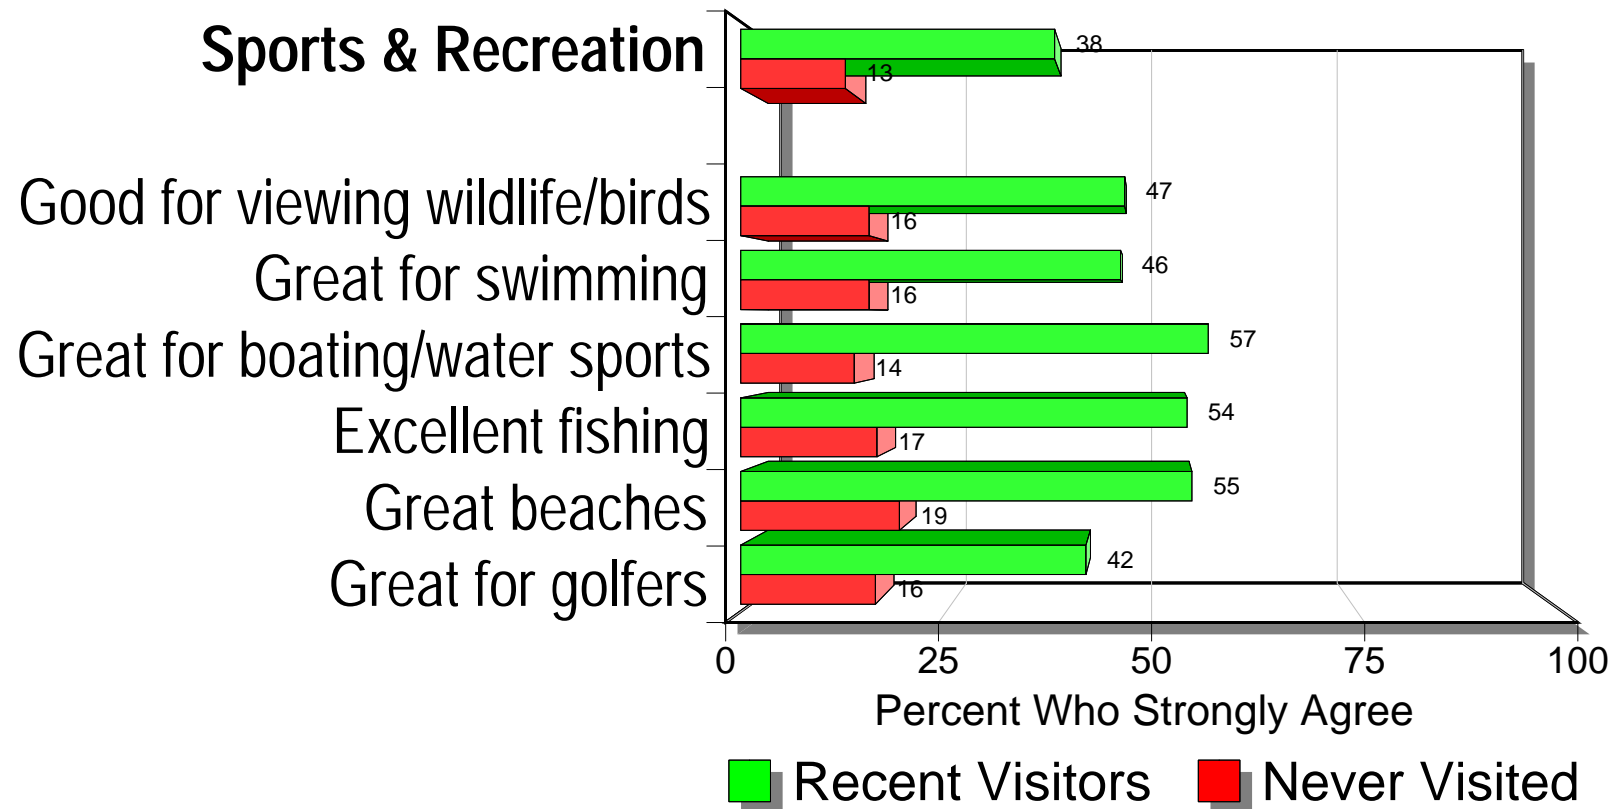 Sports & Recreation
38
13
Good for viewing wildlife/birds
47
16
Great for swimming
46
16
Great for boating/water sports
57
14
Excellent fishing
54
17
Great beaches
55
19
Great for golfers
42
16
0 25 50 75 100
Percent Who Strongly Agree
Recent Visitors Never Visited